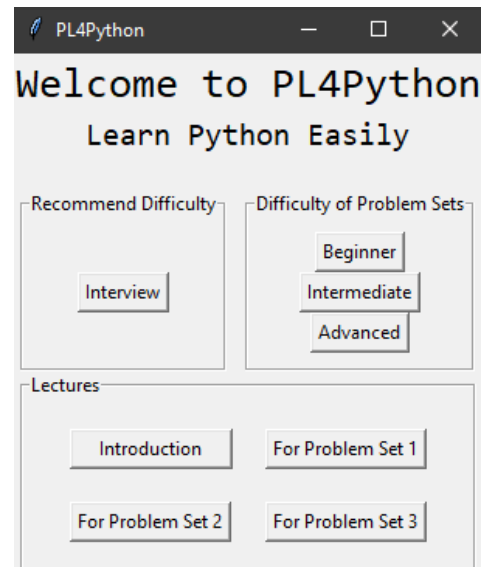 PL4Python
Welcome to PL4Python
Learn Python Easily
Recommend Difficulty
Interview
Difficulty of Problem Sets
Beginner
Intermediate
Advanced
Lectures
Introduction
For Problem Set 1
For Problem Set 2
For Problem Set 3